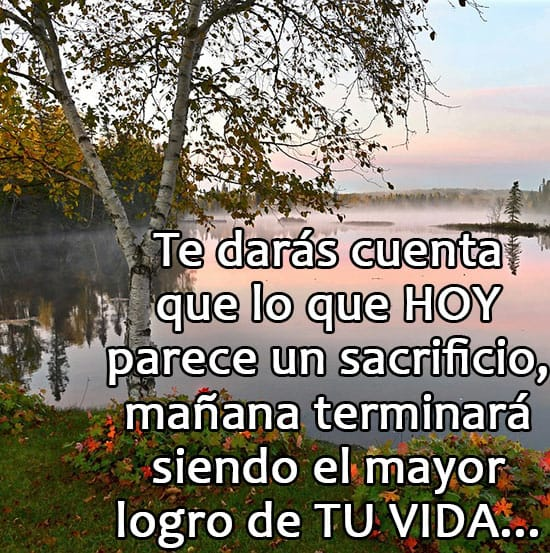 Te darás cuenta
que lo que HOY
parece un sacrificio,
mañana terminará
siendo el mayor
logro de TU VIDA...